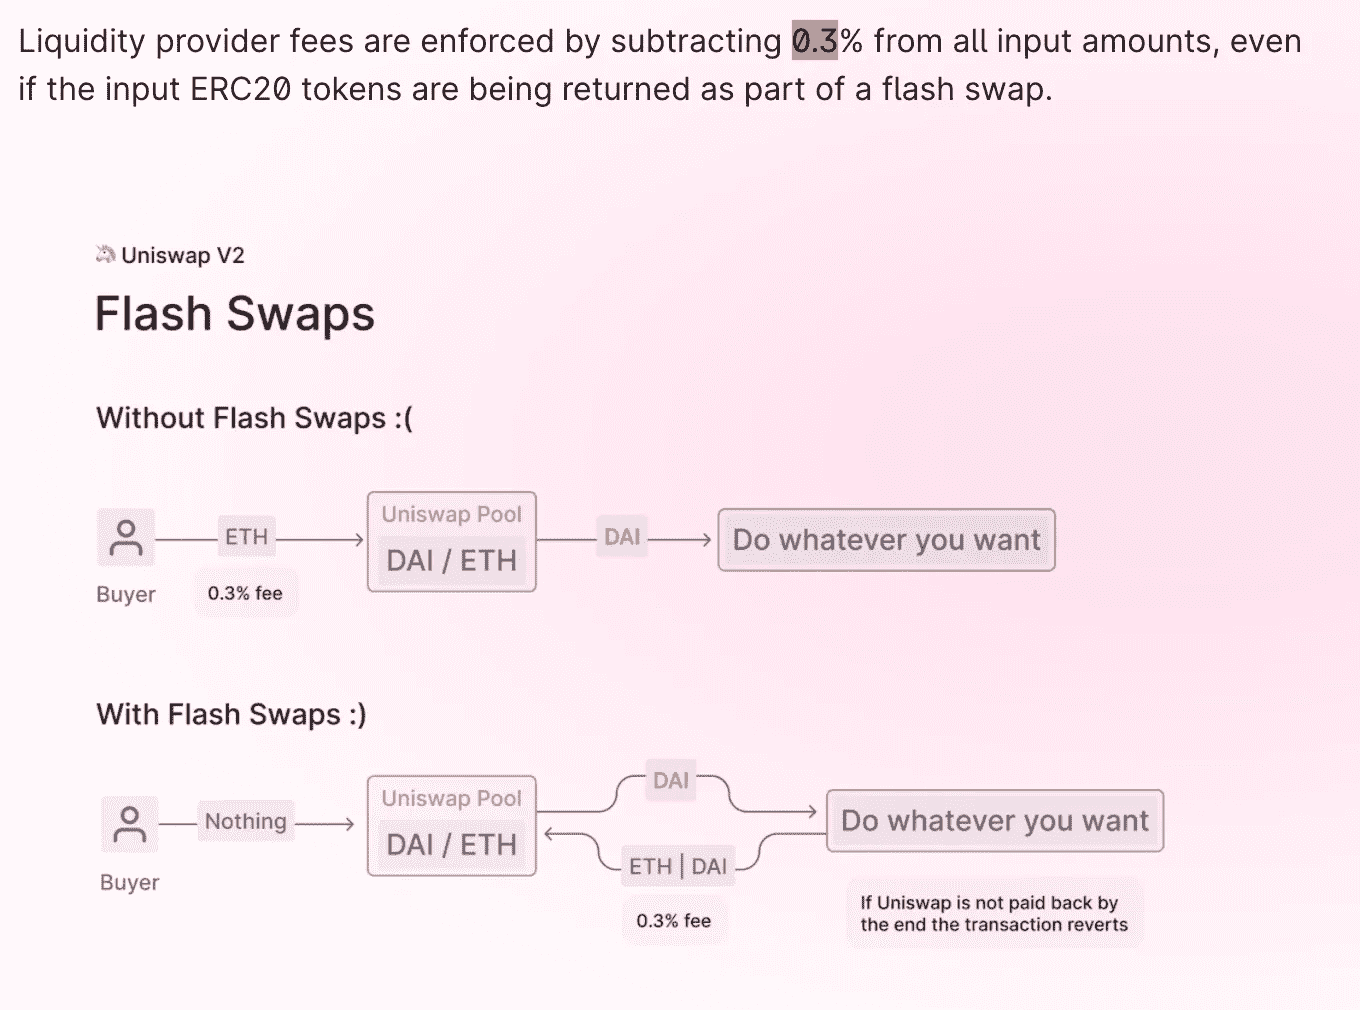 Liquidity provider fees are enforced by subtracting 0.3% from all input amounts, even
if the input ERC20 tokens are being returned as part of a flash swap.
Uniswap V2
Flash Swaps
Without Flash Swaps :(
Buyer
ETH
0.3% fee
Uniswap Pool
DAI / ETH
DAI
Do whatever you want
With Flash Swaps :)
Buyer
Nothing
Uniswap Pool
DAI / ETH
DAI
ETH | DAI
0.3% fee
Do whatever you want
If Uniswap is not paid back by
the end the transaction reverts